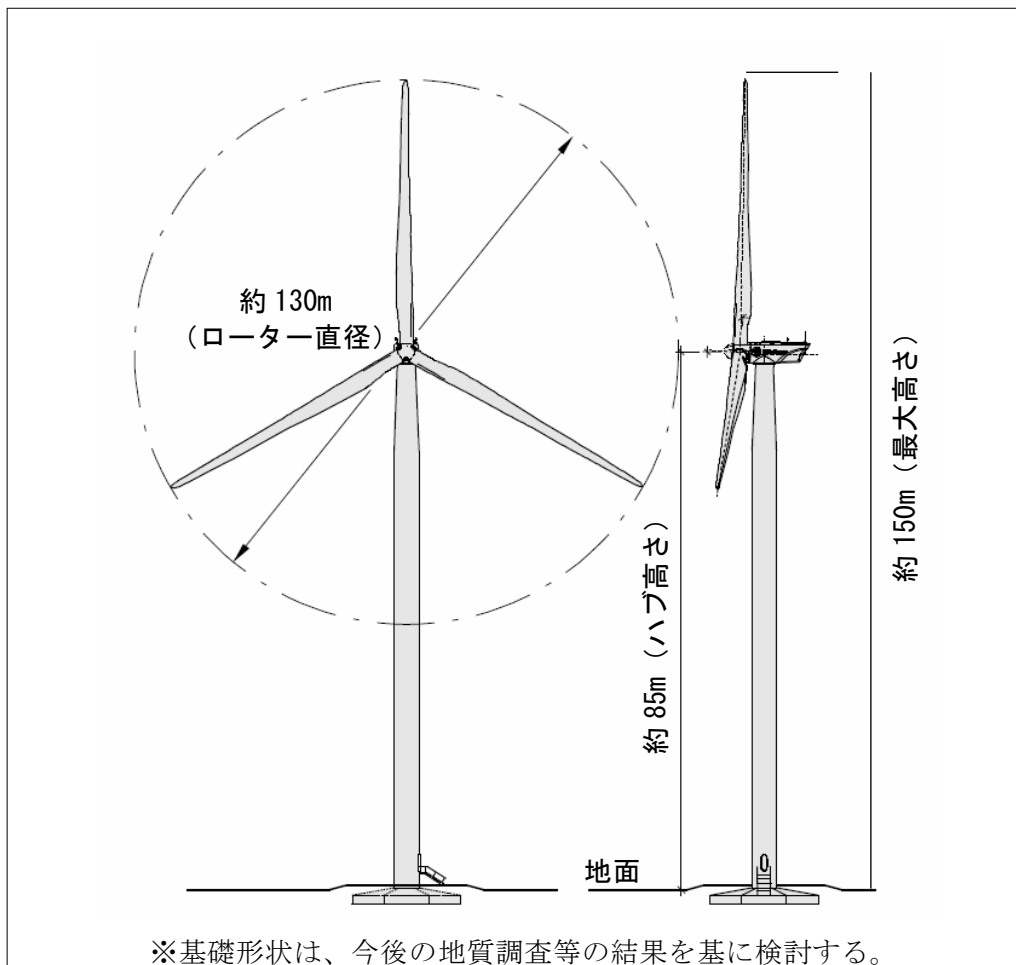 約 130m
（ローター直径）
約 85m（ハブ高さ）
約 150m（最大高さ）
地面
※基礎形状は、今後の地質調査等の結果を基に検討する。